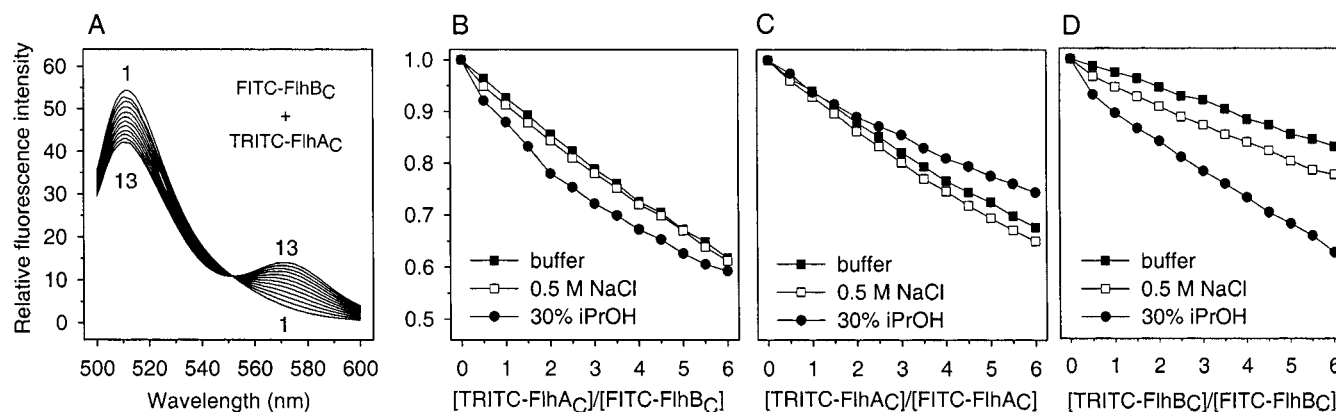 A
B
C
D
Relative fluorescence intensity
60
50
40
30
20
10
0
1
13
FITC-FlhBC
+
TRITC-FlhAC
13
1
500 520 540 560 580 600
Wavelength (nm)
1.0
0.9
0.8
0.7
0.6
0.5
buffer
0.5 M NaCl
30% iPrOH
0 1 2 3 4 5 6
[TRITC-FlhAC]/[FITC-FlhBC]
buffer
0.5 M NaCl
30% iPrOH
0 1 2 3 4 5 6
[TRITC-FlhAC]/[FITC-FlhAC]
buffer
0.5 M NaCl
30% iPrOH
0 1 2 3 4 5 6
[TRITC-FlhBC]/[FITC-FlhBC]